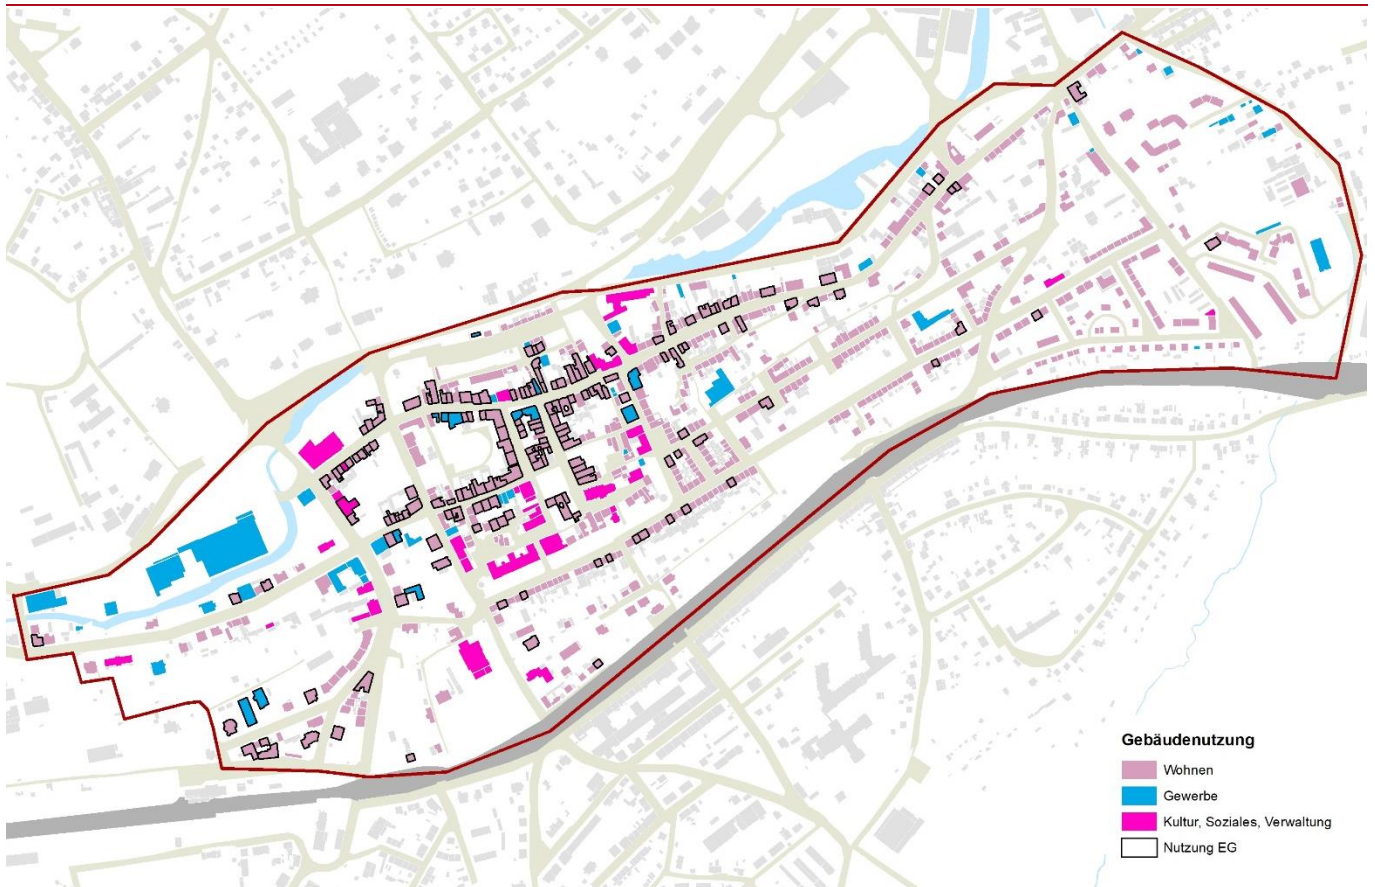 Gebäudenutzung
Wohnen
Gewerbe
Kultur, Soziales, Verwaltung
Nutzung EG